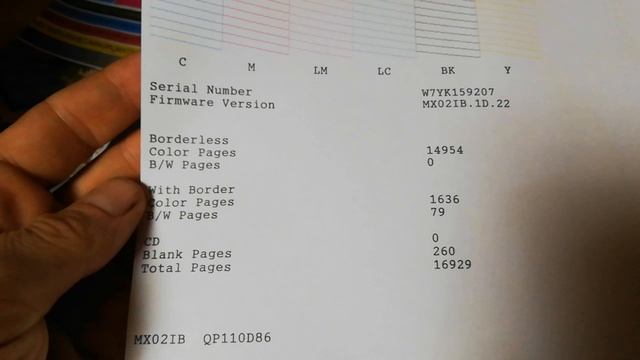 C M LM LC BK Y
Serial Number W7YK159207
Firmware Version MX02IB.1D.22
Borderless
Color Pages 14954
B/W Pages 0
With Border
Color Pages 1636
B/W Pages 79
CD 0
Blank Pages 260
Total Pages 16929
MX02IB QP110D86